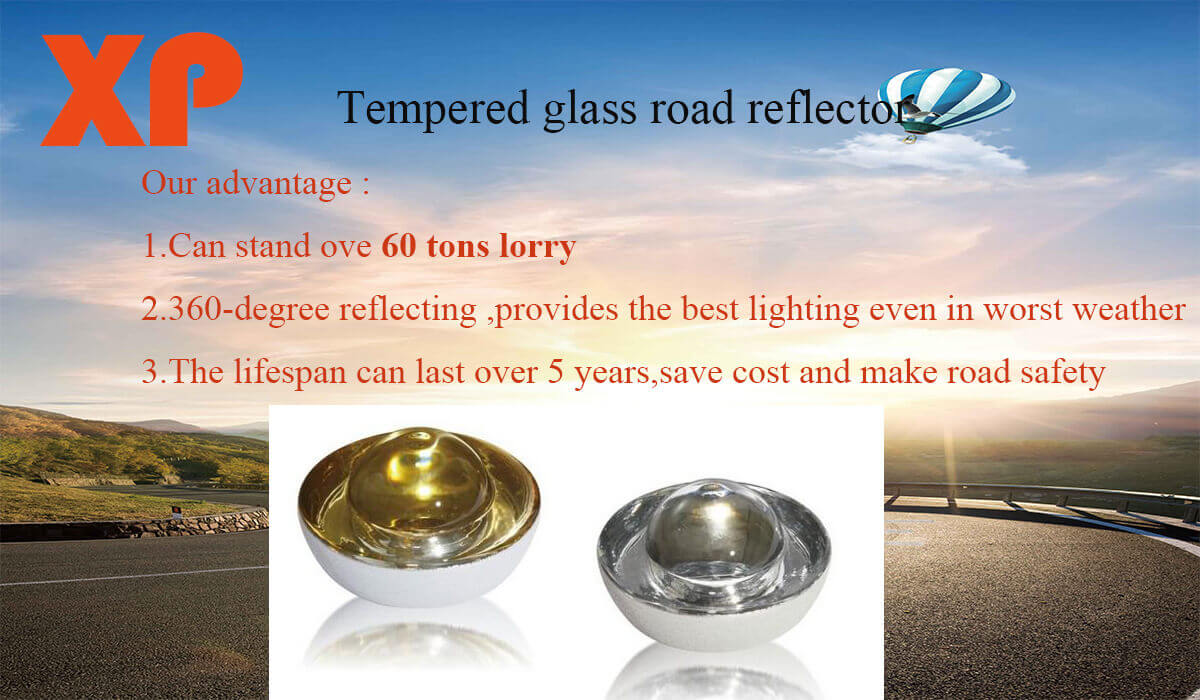 XP
Tempered glass road reflector
Our advantage :
1.Can stand ove 60 tons lorry
2.360-degree reflecting ,provides the best lighting even in worst weather
3.The lifespan can last over 5 years,save cost and make road safety